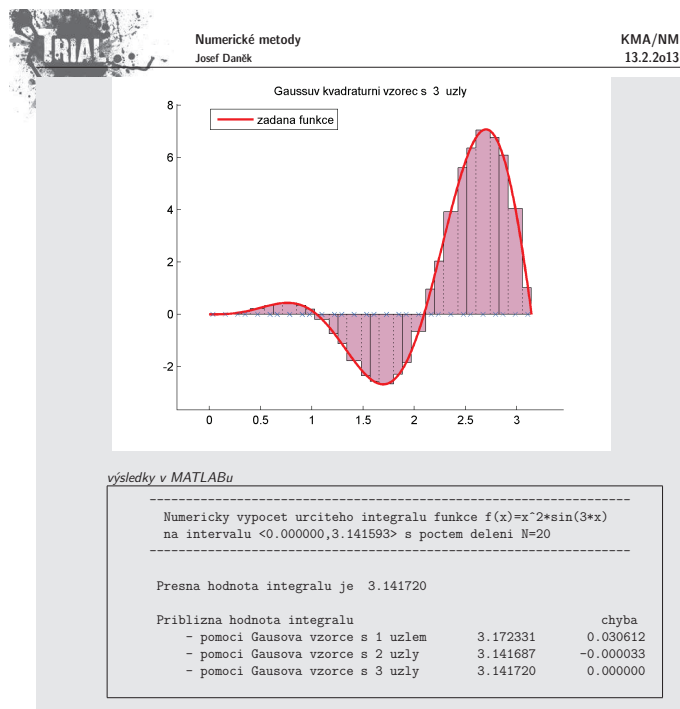 TRIAL
Numerické metody
KMA/NM
Josef Daněk
13.2.2o13
Gaussuv kvadraturni vzorec s 3 uzly
zadana funkce
8
6
4
2
0
-2
0 0.5 1 1.5 2 2.5 3
výsledky v MATLABu
Numericky vypocet urciteho integralu funkce f(x)=x^2*sin(3*x)
na intervalu <0.000000,3.141593> s poctem deleni N=20
Presna hodnota integralu je 3.141720
Priblizna hodnota integralu chyba
- pomoci Gausova vzorce s 1 uzlem 3.172331 0.030612
- pomoci Gausova vzorce s 2 uzly 3.141687 -0.000033
- pomoci Gausova vzorce s 3 uzly 3.141720 0.000000